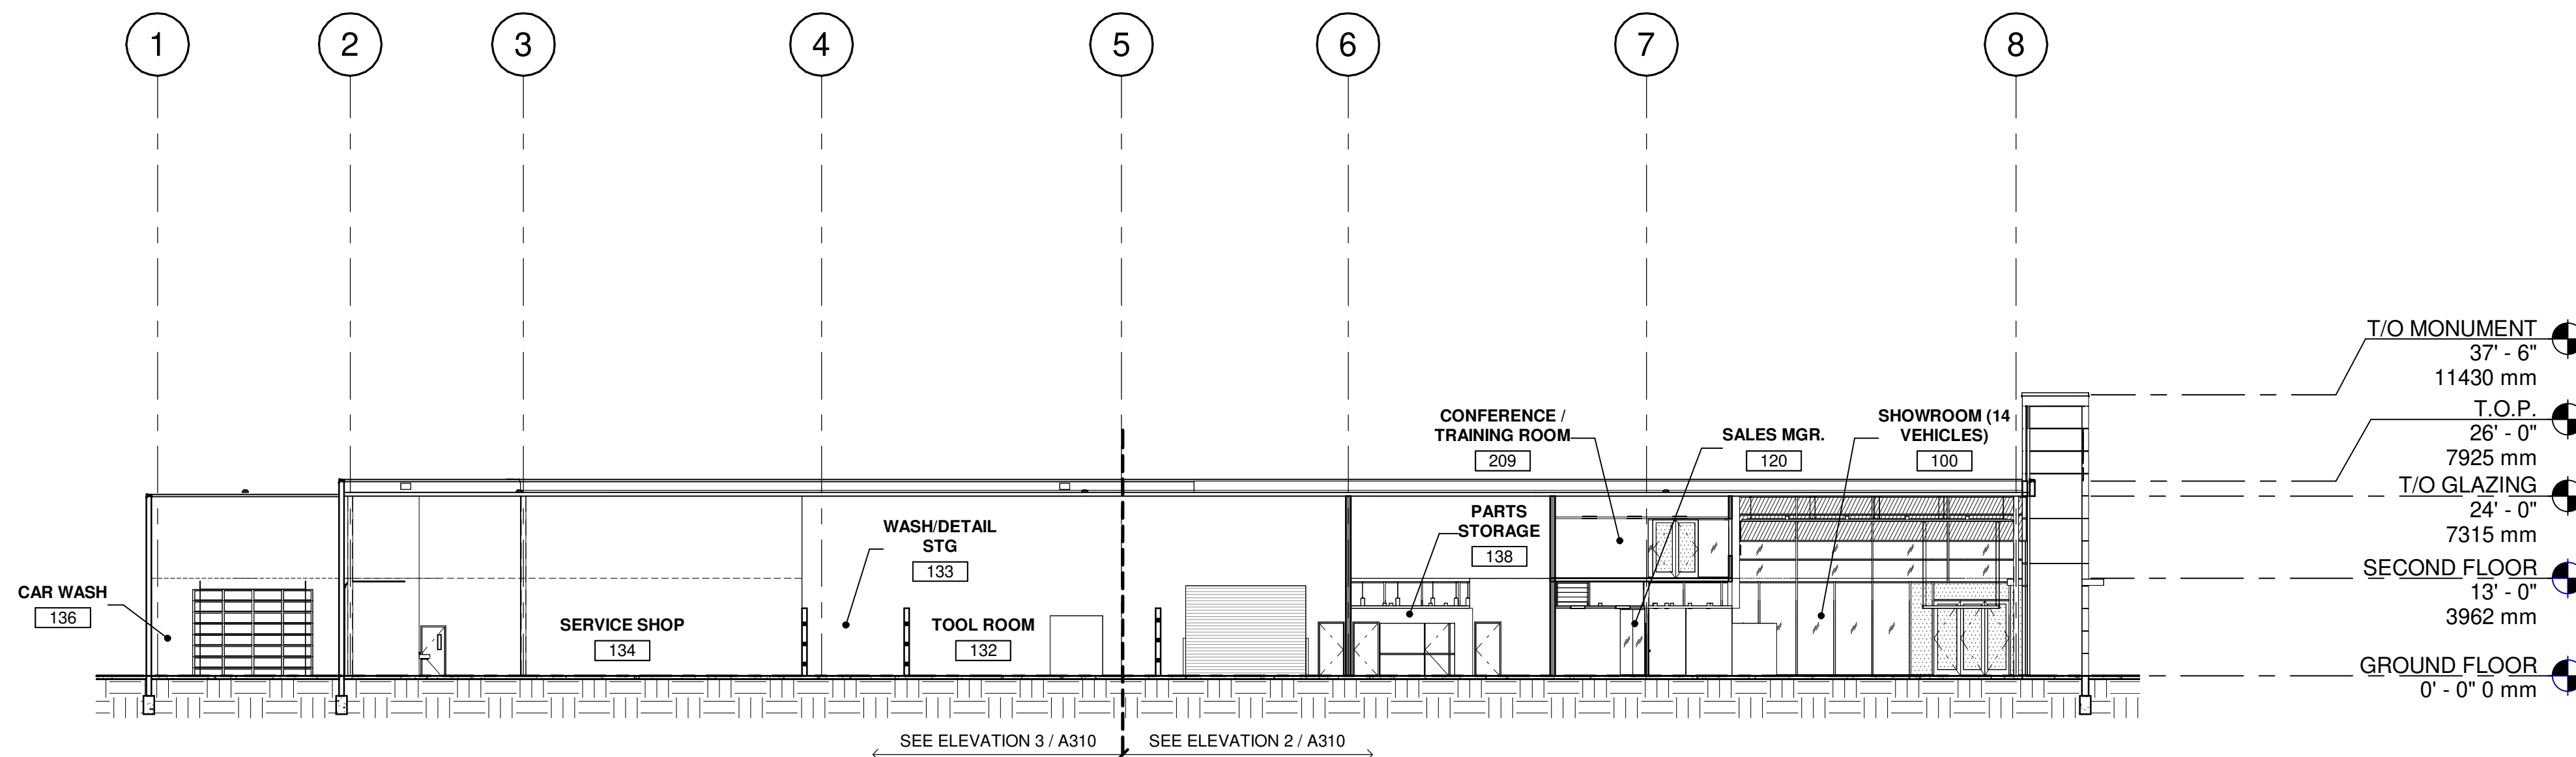 1
2
3
4
5
6
7
8
T/O MONUMENT
37' - 6"
11430 mm
T.O.P.
26' - 0"
7925 mm
T/O GLAZING
24' - 0"
7315 mm
SECOND FLOOR
13' - 0"
3962 mm
GROUND FLOOR
0' - 0" 0 mm
CONFERENCE /
TRAINING ROOM
209
SALES MGR.
120
SHOWROOM (14
VEHICLES)
100
PARTS
STORAGE
138
WASH/DETAIL
STG
133
CAR WASH
136
SERVICE SHOP
134
TOOL ROOM
132
SEE ELEVATION 3 / A310
SEE ELEVATION 2 / A310